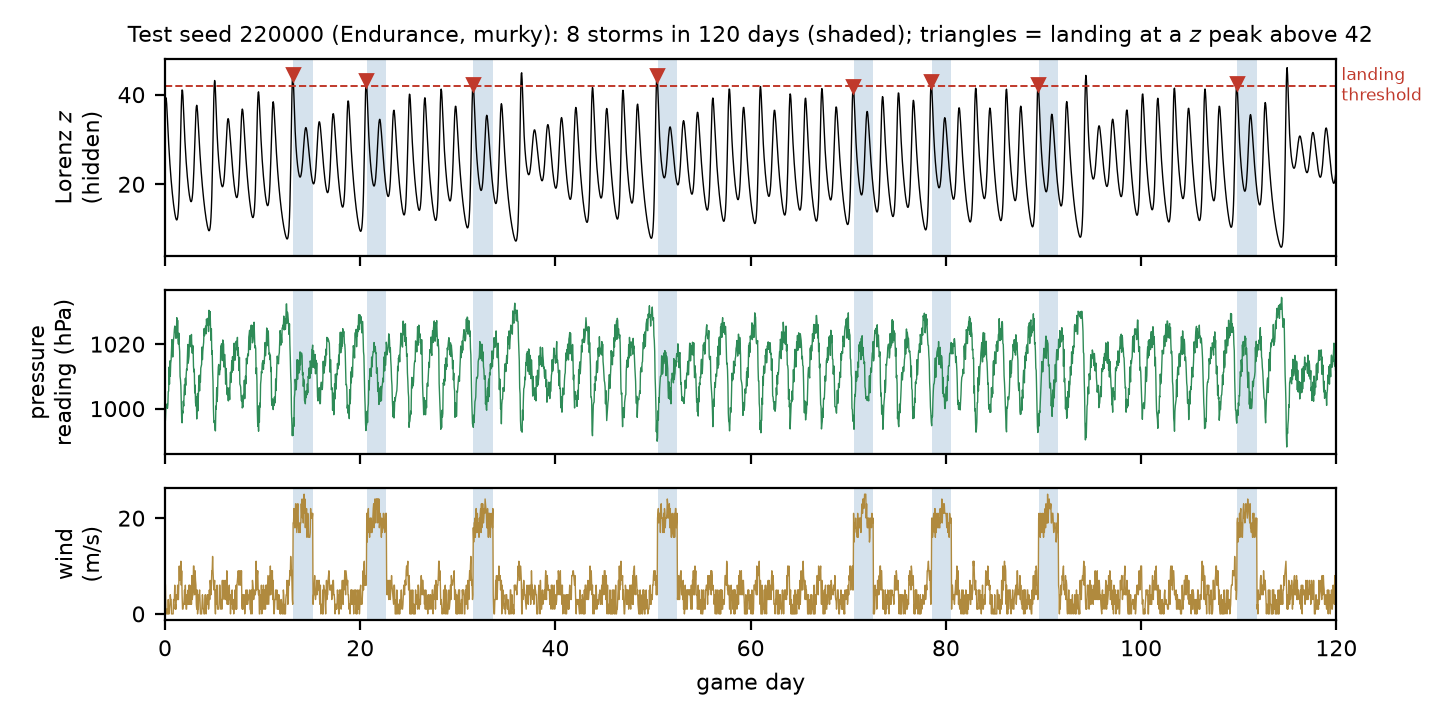 Test seed 220000 (Endurance, murky): 8 storms in 120 days (shaded); triangles = landing at a z peak above 42
landing
threshold
Lorenz z
(hidden)
40
20
pressure
reading (hPa)
1020
1000
wind
(m/s)
20
0
0 20 40 60 80 100 120
game day